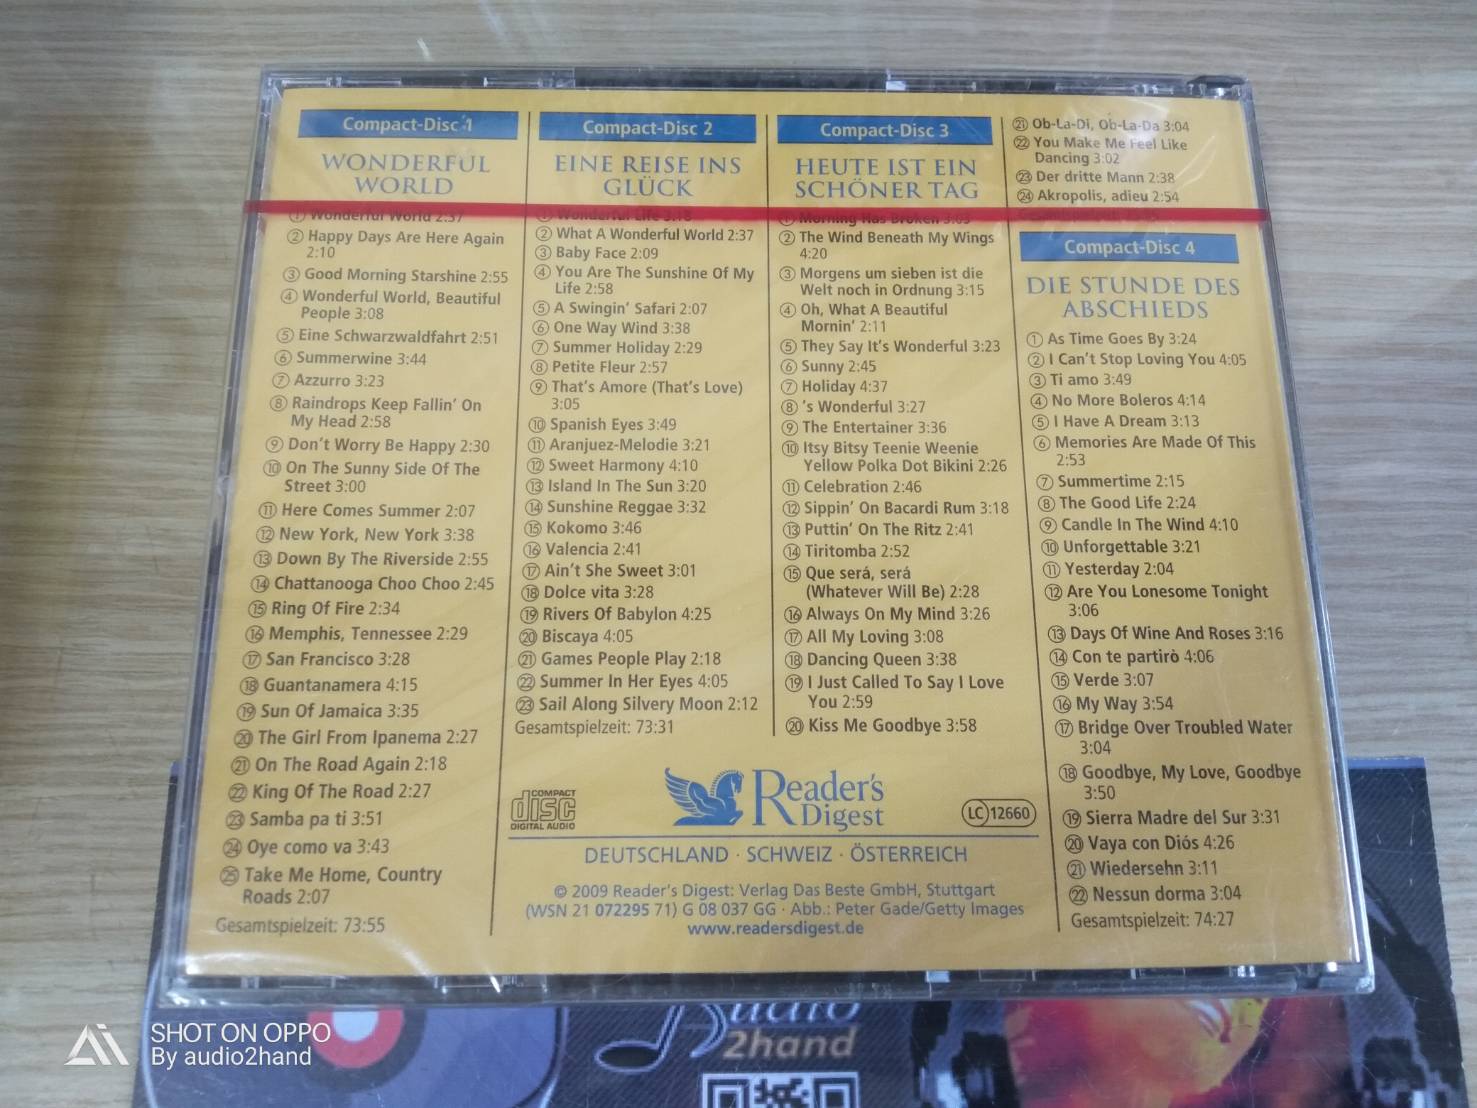 Compact-Disc 1
WONDERFUL
WORLD
① Wonderful World 2:37
② Happy Days Are Here Again
2:10
③ Good Morning Starshine 2:55
④ Wonderful World, Beautiful
People 3:08
⑤ Eine Schwarzwaldfahrt 2:51
⑥ Summerwine 3:44
⑦ Azzurro 3:23
⑧ Raindrops Keep Fallin' On
My Head 2:58
⑨ Don't Worry Be Happy 2:30
⑩ On The Sunny Side Of The
Street 3:00
⑪ Here Comes Summer 2:07
⑫ New York, New York 3:38
⑬ Down By The Riverside 2:55
⑭ Chattanooga Choo Choo 2:45
⑮ Ring Of Fire 2:34
⑯ Memphis, Tennessee 2:29
⑰ San Francisco 3:28
⑱ Guantanamera 4:15
⑲ Sun Of Jamaica 3:35
⑳ The Girl From Ipanema 2:27
㉑ On The Road Again 2:18
㉒ King Of The Road 2:27
㉓ Samba pa ti 3:51
㉔ Oye como va 3:43
㉕ Take Me Home, Country
Roads 2:07
Gesamtspielzeit: 73:55
Compact-Disc 2
EINE REISE INS
GLÜCK
① Wonderful Life 3:18
② What A Wonderful World 2:37
③ Baby Face 2:09
④ You Are The Sunshine Of My
Life 2:58
⑤ A Swingin' Safari 2:07
⑥ One Way Wind 3:38
⑦ Summer Holiday 2:29
⑧ Petite Fleur 2:57
⑨ That's Amore (That's Love)
3:05
⑩ Spanish Eyes 3:49
⑪ Aranjuez-Melodie 3:21
⑫ Sweet Harmony 4:10
⑬ Island In The Sun 3:20
⑭ Sunshine Reggae 3:32
⑮ Kokomo 3:46
⑯ Valencia 2:41
⑰ Ain't She Sweet 3:01
⑱ Dolce vita 3:28
⑲ Rivers Of Babylon 4:25
⑳ Biscaya 4:05
㉑ Games People Play 2:18
㉒ Summer In Her Eyes 4:05
㉓ Sail Along Silvery Moon 2:12
Gesamtspielzeit: 73:31
Compact-Disc 3
HEUTE IST EIN
SCHÖNER TAG
① Morning Has Broken 3:05
② The Wind Beneath My Wings
4:20
③ Morgens um sieben ist die
Welt noch in Ordnung 3:15
④ Oh, What A Beautiful
Mornin' 2:11
⑤ They Say It's Wonderful 3:23
⑥ Sunny 2:45
⑦ Holiday 4:37
⑧ 's Wonderful 3:27
⑨ The Entertainer 3:36
⑩ Itsy Bitsy Teenie Weenie
Yellow Polka Dot Bikini 2:26
⑪ Celebration 2:46
⑫ Sippin' On Bacardi Rum 3:18
⑬ Puttin' On The Ritz 2:41
⑭ Tiritomba 2:52
⑮ Que será, será
(Whatever Will Be) 2:28
⑯ Always On My Mind 3:26
⑰ All My Loving 3:08
⑱ Dancing Queen 3:38
⑲ I Just Called To Say I Love
You 2:59
⑳ Kiss Me Goodbye 3:58
㉑ Ob-La-Di, Ob-La-Da 3:04
㉒ You Make Me Feel Like
Dancing 3:02
㉓ Der dritte Mann 2:38
㉔ Akropolis, adieu 2:54
Compact-Disc 4
DIE STUNDE DES
ABSCHIEDS
① As Time Goes By 3:24
② I Can't Stop Loving You 4:05
③ Ti amo 3:49
④ No More Boleros 4:14
⑤ I Have A Dream 3:13
⑥ Memories Are Made Of This
2:53
⑦ Summertime 2:15
⑧ The Good Life 2:24
⑨ Candle In The Wind 4:10
⑩ Unforgettable 3:21
⑪ Yesterday 2:04
⑫ Are You Lonesome Tonight
3:06
⑬ Days Of Wine And Roses 3:16
⑭ Con te partirò 4:06
⑮ Verde 3:07
⑯ My Way 3:54
⑰ Bridge Over Troubled Water
3:04
⑱ Goodbye, My Love, Goodbye
3:50
⑲ Sierra Madre del Sur 3:31
⑳ Vaya con Diós 4:26
㉑ Wiedersehn 3:11
㉒ Nessun dorma 3:04
Gesamtspielzeit: 74:27
COMPACT
disc
DIGITAL AUDIO
Reader's
Digest
LC 12660
DEUTSCHLAND · SCHWEIZ · ÖSTERREICH
© 2009 Reader's Digest: Verlag Das Beste GmbH, Stuttgart
(WSN 21 072295 71) G 08 037 GG · Abb.: Peter Gade/Getty Images
www.readersdigest.de
Audio
2hand
SHOT ON OPPO
By audio2hand